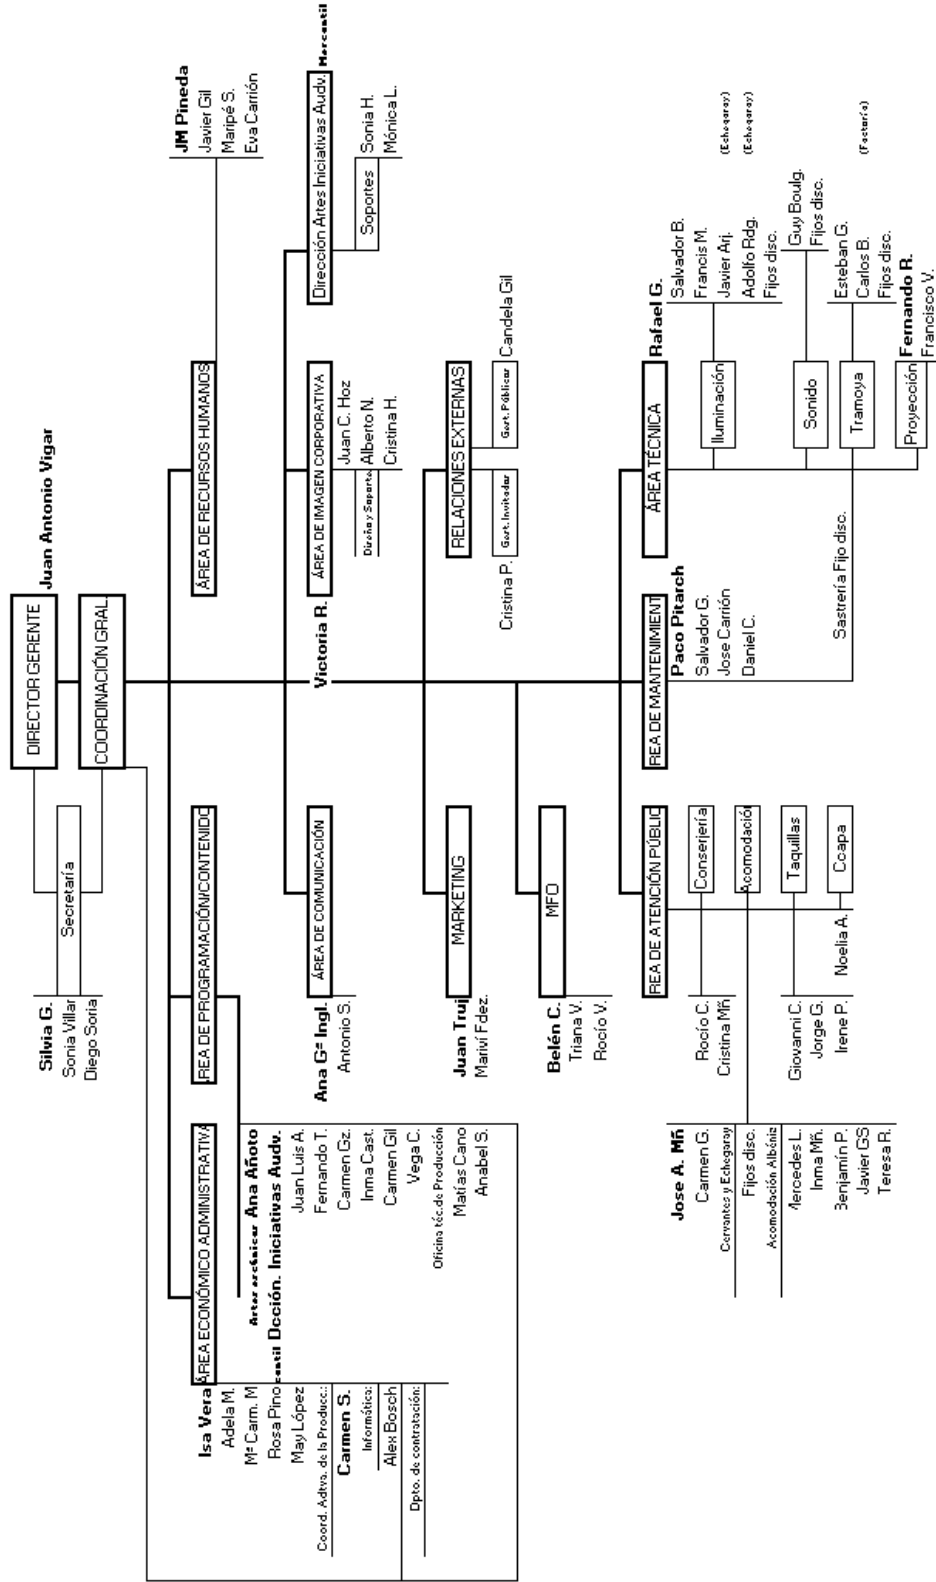 DIRECTOR GERENTE
Juan Antonio Vigar
COORDINACIÓN GRAL.
Secretaría
Silvia G.
Sonia Villar
Diego Soria
ÁREA ECONÓMICO ADMINISTRATIVA
Isa Vera
Adela M.
Mª Carm. M
Rosa Pino
May López
Coord. Adtva. de la Producc.:
Carmen S.
Informática:
Alex Bosch
Dpto. de contratación:
REA DE PROGRAMACIÓN/CONTENIDO
Artes escénicas Ana Añoto
cantil Dcción. Iniciativas Audv.
Juan Luis A.
Fernando T.
Carmen Gz.
Inma Cast.
Carmen Gil
Vega C.
Oficina téc.de Producción
Matías Cano
Anabel S.
ÁREA DE RECURSOS HUMANOS
JM Pineda
Javier Gil
Maripé S.
Eva Carrión
ÁREA DE COMUNICACIÓN
Ana Gª Ingl.
Antonio S.
Victoria R.
ÁREA DE IMAGEN CORPORATIVA
Juan C. Hoz
Diseño y Soporte
Alberto N.
Cristina H.
Dirección Artes Iniciativas Audv.
Mercantil
Soportes
Sonia H.
Mónica L.
MARKETING
Juan Truj
Mariví Fdez.
RELACIONES EXTERNAS
Gest. Invitados
Cristina P.
Gest. Públicos
Candela Gil
MFO
Belén C.
Triana V.
Rocío V.
REA DE ATENCIÓN PÚBLIC
Conserjería
Rocío C.
Cristina Mñ
Acomodació
Jose A. Mñ
Carmen G.
Cervantes y Echegaray
Fijos disc.
Acomodación Albéniz
Mercedes L.
Inma Mñ.
Benjamín P.
Javier GS
Teresa R.
Taquillas
Giovanni C.
Jorge G.
Irene P.
Coapa
Noelia A.
REA DE MANTENIMIENT
Paco Pitarch
Salvador G.
Jose Carrión
Daniel C.
Sastrería Fijo disc.
ÁREA TÉCNICA
Rafael G.
Iluminación
Salvador B.
Francis M.
Javier Arj.
(Echegaray)
Adolfo Rdg.
(Echegaray)
Fijos disc.
Sonido
Guy Boulg.
Fijos disc.
Tramoya
Esteban G.
Carlos B.
(Factoría)
Fijos disc.
Proyección
Fernando R.
Francisco V.